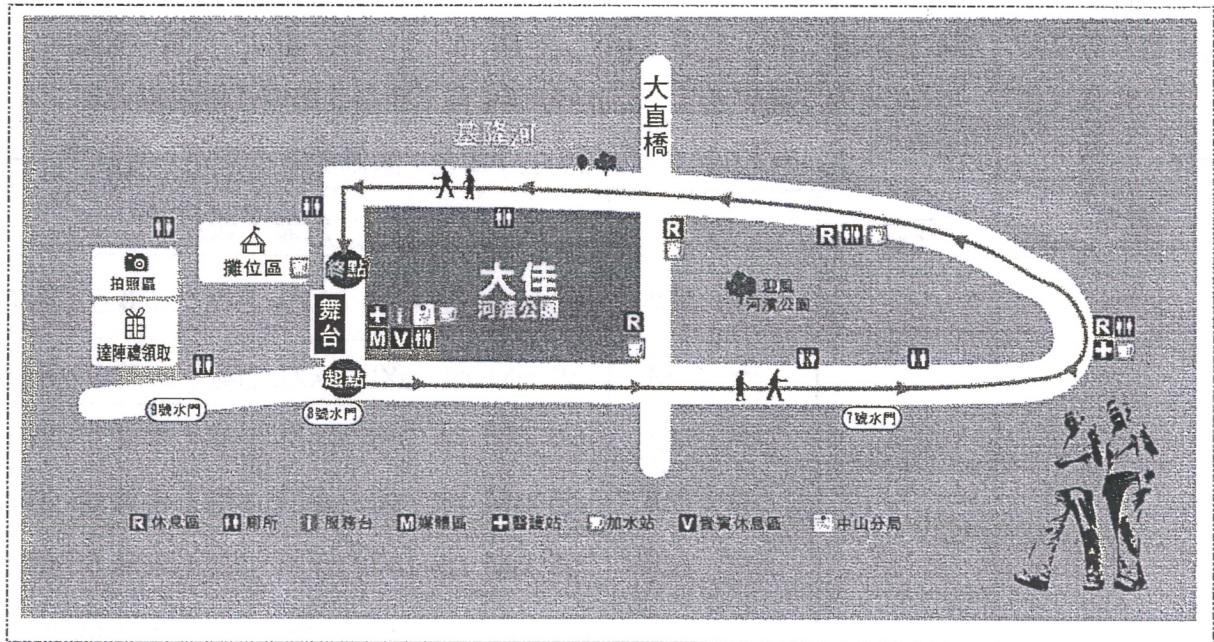 大直橋
基隆河
R
R
攤位區
終點
拍照區
大佳
河濱公園
迎風
河濱公園
舞台
i
R
R
M V
達陣禮領取
起點
9號水門
8號水門
7號水門
R 休息區 廁所 i 服務台 M 媒體區 醫護站 加水站 V 貴賓休息區 中山分局